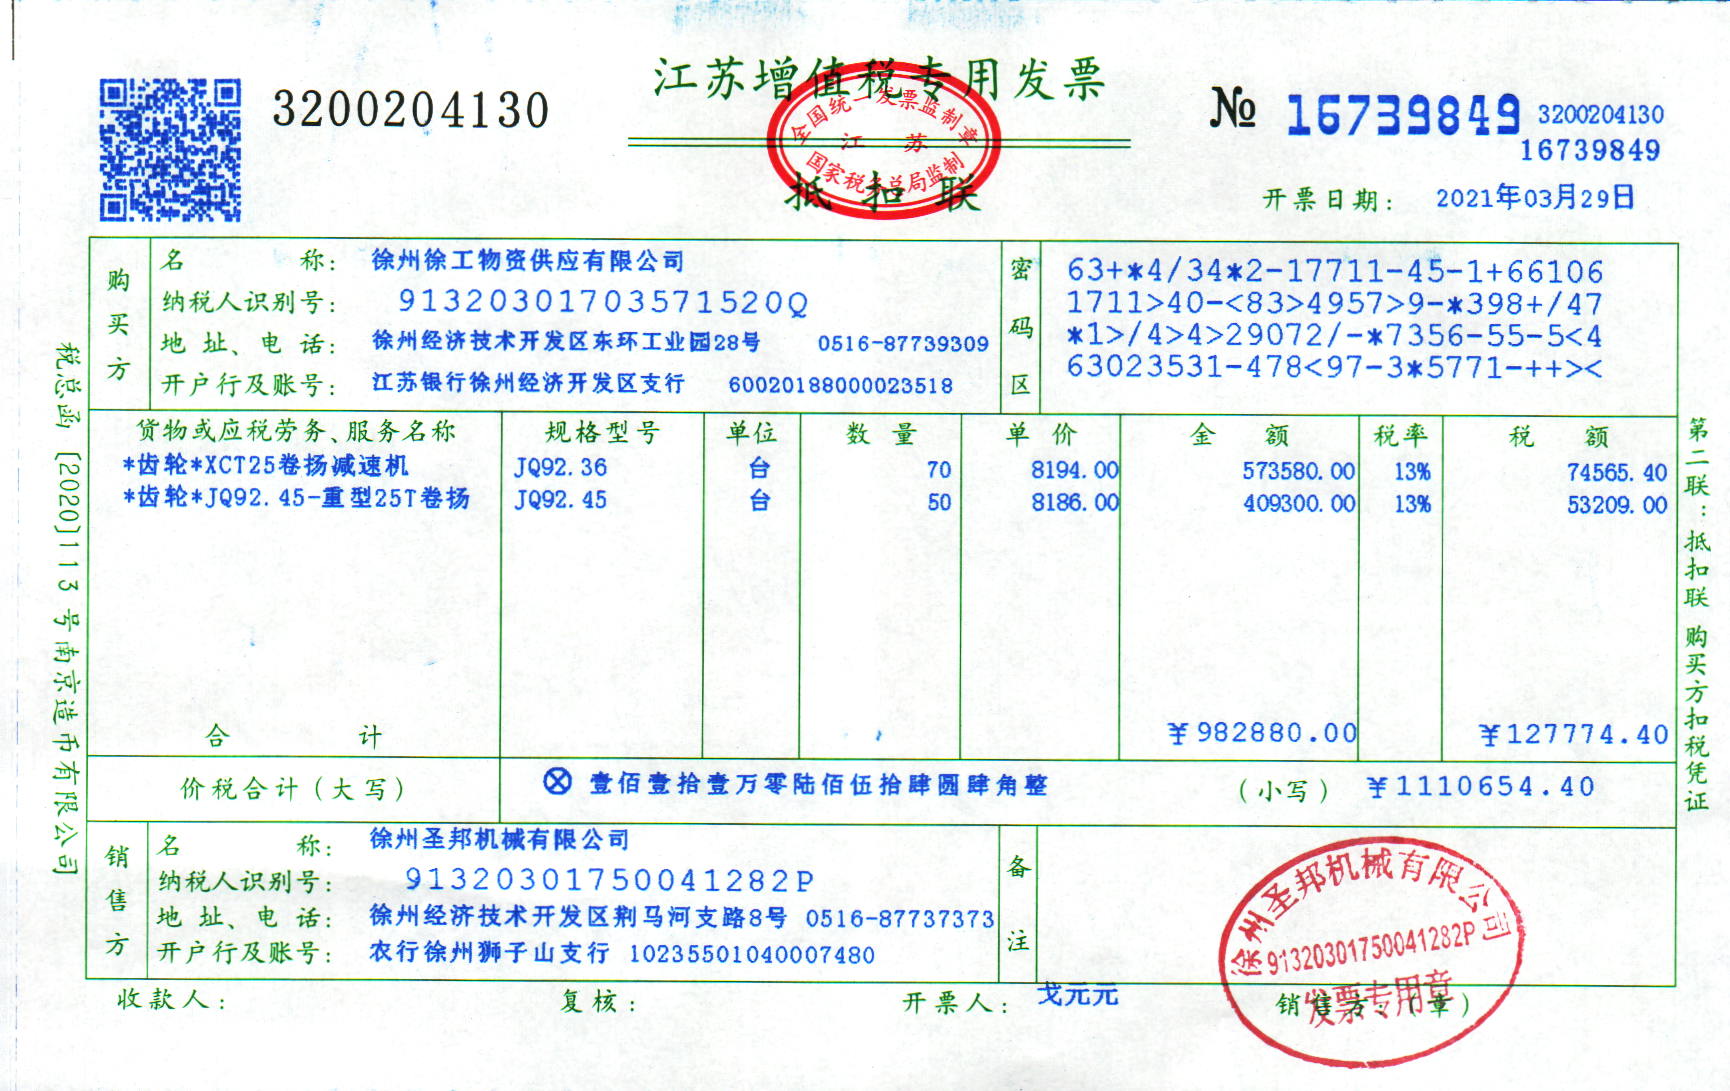 江苏增值税专用发票
3200204130
№ 16739849 3200204130
16739849
全国统一发票监制章
江 苏
国家税务总局监制
抵 扣 联
开票日期: 2021年03月29日
购买方
名 称: 徐州徐工物资供应有限公司
纳税人识别号: 91320301703571520Q
地 址、电 话: 徐州经济技术开发区东环工业园28号 0516-87739309
开户行及账号: 江苏银行徐州经济开发区支行 60020188000023518
密码区
63+*4/34*2-17711-45-1+66106
1711>40-<83>4957>9-*398+/47
*1>/4>4>29072/-*7356-55-5<4
63023531-478<97-3*5771-++><
货物或应税劳务、服务名称 规格型号 单位 数 量 单 价 金 额 税率 税 额
*齿轮*XCT25卷扬减速机 JQ92.36 台 70 8194.00 573580.00 13% 74565.40
*齿轮*JQ92.45-重型25T卷扬 JQ92.45 台 50 8186.00 409300.00 13% 53209.00
合 计 ¥982880.00 ¥127774.40
价税合计(大写) ⊗ 壹佰壹拾壹万零陆佰伍拾肆圆肆角整 (小写) ¥1110654.40
销售方
名 称: 徐州圣邦机械有限公司
纳税人识别号: 91320301750041282P
地 址、电 话: 徐州经济技术开发区荆马河支路8号 0516-87737373
开户行及账号: 农行徐州狮子山支行 10235501040007480
备注
徐州圣邦机械有限公司
91320301750041282P
发票专用章
收款人: 复核: 开票人: 戈元元 销售方:(章)
税总函[2020]113号南京造币有限公司
第二联:抵扣联 购买方扣税凭证